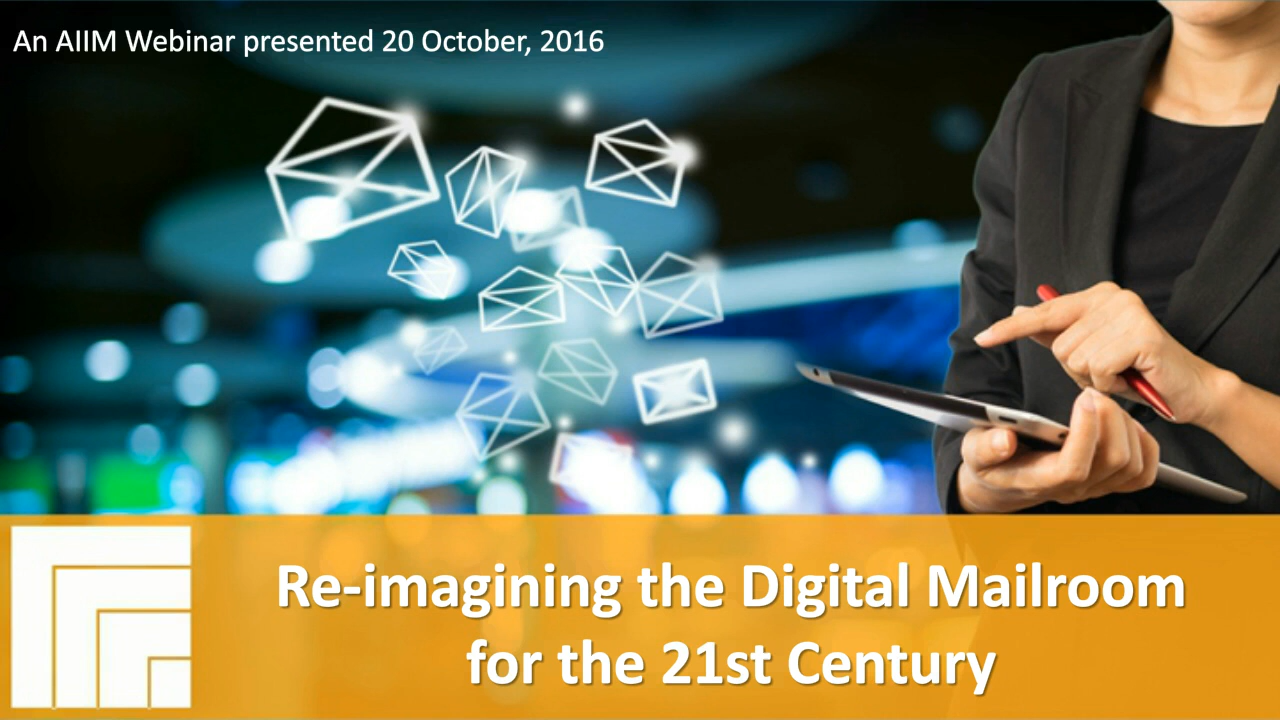 An AIIM Webinar presented 20 October, 2016
Re-imagining the Digital Mailroom
for the 21st Century